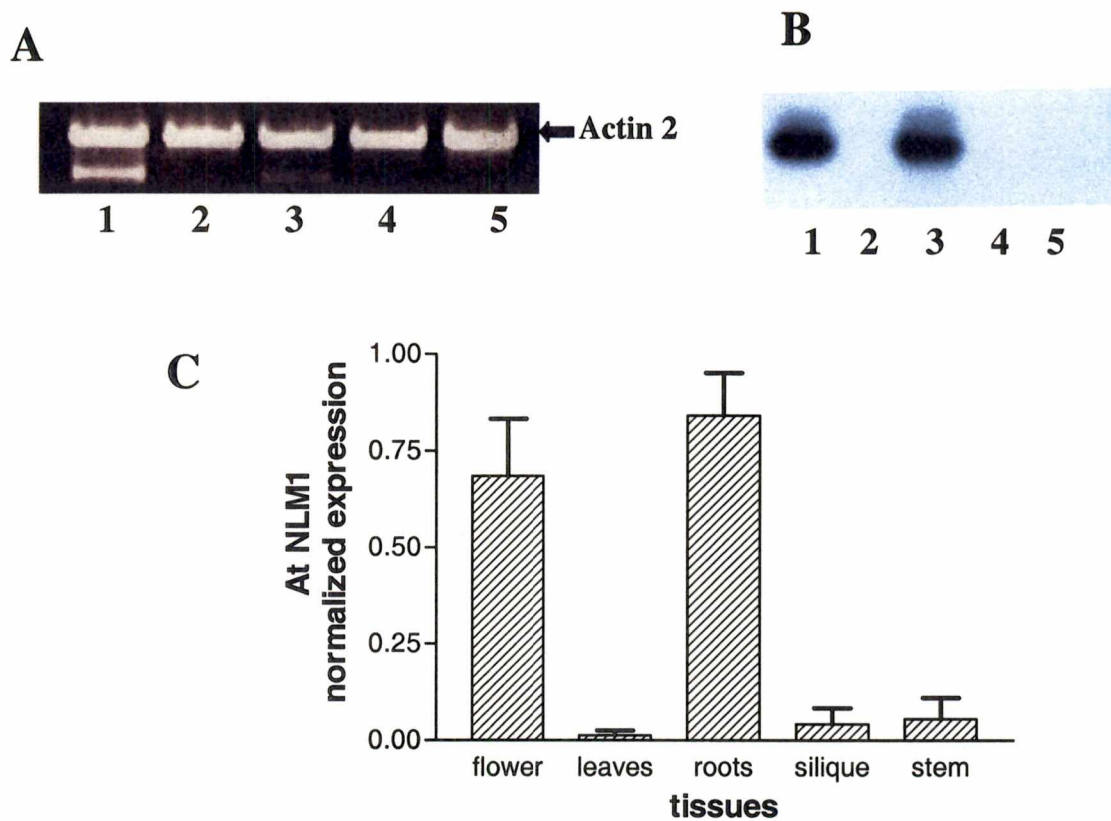 A
B
Actin 2
1 2 3 4 5
1 2 3 4 5
C
At NLM1
normalized expression
1.00
0.75
0.50
0.25
0.00
flower leaves roots silique stem
tissues